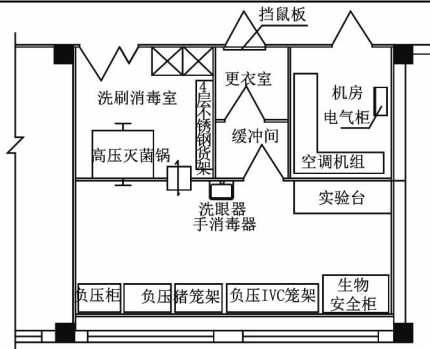 挡鼠板
洗刷消毒室
4层不锈钢货架
更衣室
机房
电气柜
缓冲间
高压灭菌锅
空调机组
洗眼器
手消毒器
实验台
负压柜
负压猪笼架
负压IVC笼架
生物
安全柜